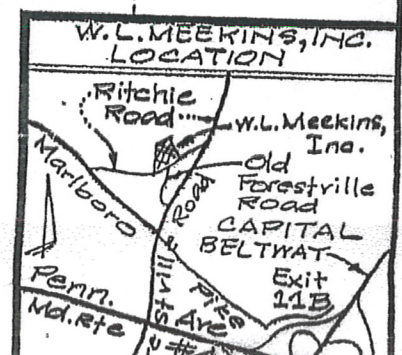 W.L.MEEKINS, INC.
LOCATION
Ritchie
Road
W.L.Meekins,
Inc.
Old
Forestville
Road
Marlboro
Pike
Road
CAPITAL
BELTWAY
Exit
11B
Penn.
Ave
Md.Rte